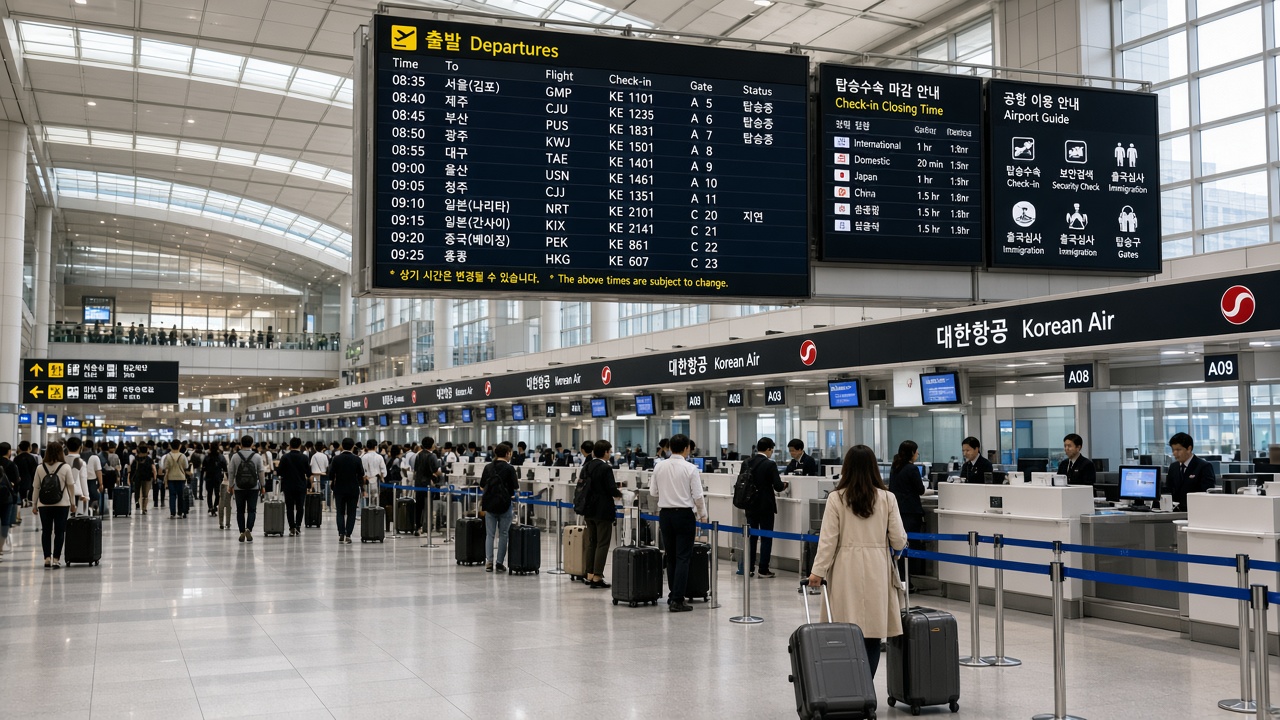 출발 Departures
Time To Flight Check-in Gate Status
08:35 서울(김포) GMP KE 1101 A 5 탑승중
08:40 제주 CJU KE 1235 A 6 탑승중
08:45 부산 PUS KE 1831 A 7 탑승중
08:50 광주 KWJ KE 1501 A 8
08:55 대구 TAE KE 1401 A 9
09:00 울산 USN KE 1461 A 10
09:05 청주 CJJ KE 1351 A 11
09:10 일본(나리타) NRT KE 2101 C 20 지연
09:15 일본(간사이) KIX KE 2141 C 21
09:20 중국(베이징) PEK KE 861 C 22
09:25 HKG KE 607 C 23
* 상기 시간은 변경될 수 있습니다. * The above times are subject to change.
탑승수속 마감 안내
Check-in Closing Time
International 1 hr
Domestic 20 min
Japan 1 hr
China 1.5 hr
1.5 hr
1.5 hr
공항 이용 안내
Airport Guide
탑승수속 보안검색 출국심사
Check-in Security Check Immigration
출국심사 출국심사 탑승구
Immigration Immigration Gates
대한항공 Korean Air
대한항공 Korean Air
대한항공 Korean Air
A08
A09